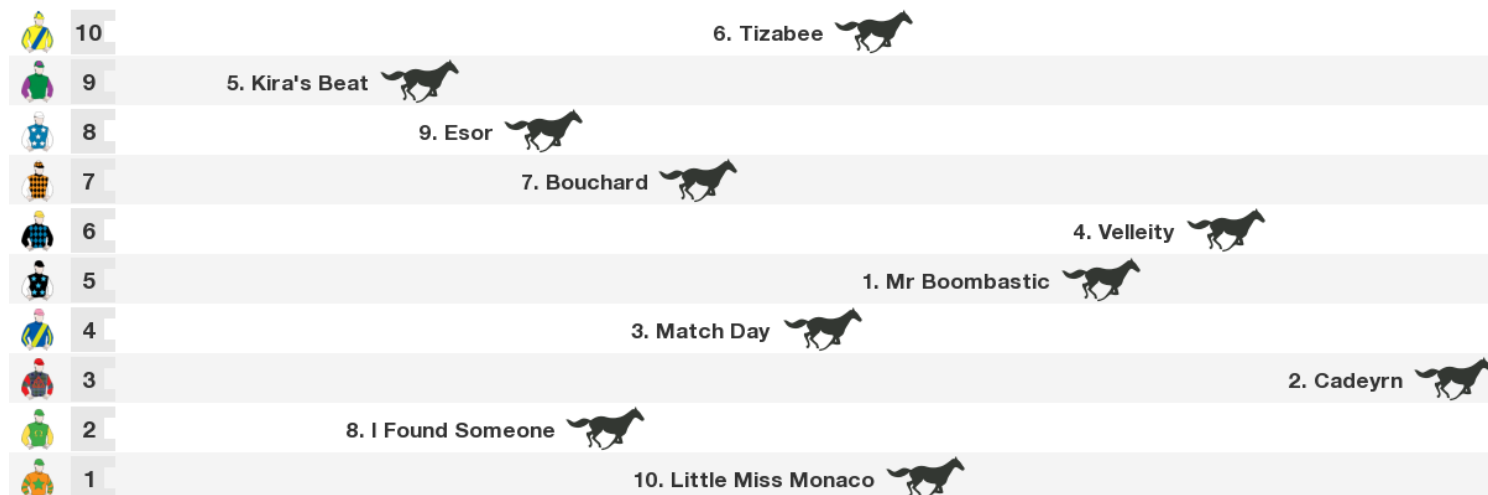 10 6. Tizabee
9 5. Kira's Beat
8 9. Esor
7 7. Bouchard
6 4. Velleity
5 1. Mr Boombastic
4 3. Match Day
3 2. Cadeyrn
2 8. I Found Someone
1 10. Little Miss Monaco